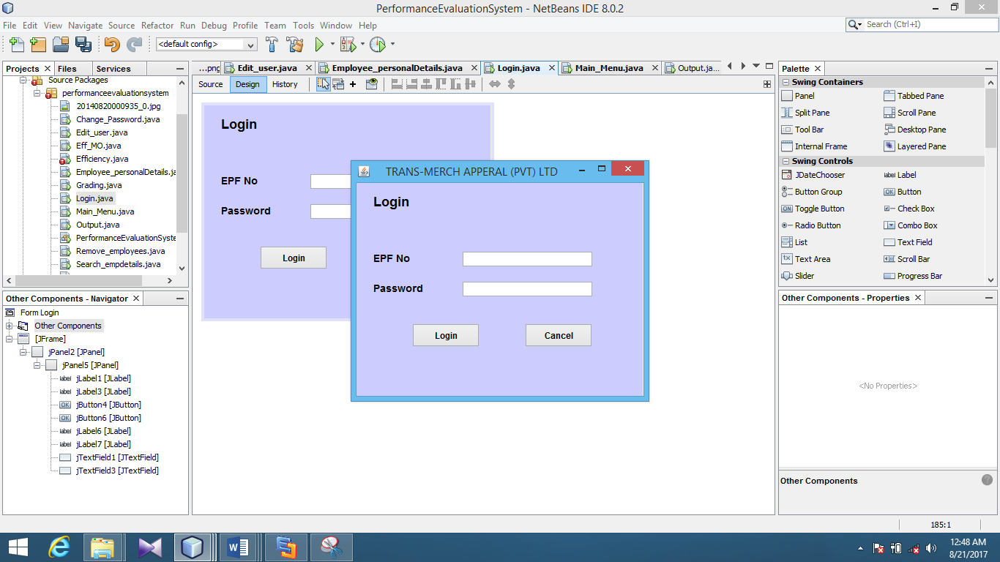 PerformanceEvaluationSystem - NetBeans IDE 8.0.2
File Edit View Navigate Source Refactor Run Debug Profile Team Tools Window Help
Search (Ctrl+I)
<default config>
Projects Files Services
Source Packages
performanceevaluationsystem
20140820000935_0.jpg
Change_Password.java
Edit_user.java
Eff_MO.java
Efficiency.java
Employee_personalDetails.ja
Grading.java
Login.java
Main_Menu.java
Output.java
PerformanceEvaluationSyste
Remove_employees.java
Search_empdetails.java
Other Components - Navigator
Form Login
Other Components
[JFrame]
jPanel2 [JPanel]
jPanel5 [JPanel]
label jLabel1 [JLabel]
label jLabel3 [JLabel]
OK jButton4 [JButton]
OK jButton6 [JButton]
label jLabel6 [JLabel]
label jLabel7 [JLabel]
jTextField1 [JTextField]
jTextField3 [JTextField]
...png Edit_user.java Employee_personalDetails.java Login.java Main_Menu.java Output.ja...
Source Design History
Login
EPF No
Password
Login
TRANS-MERCH APPERAL (PVT) LTD
Login
EPF No
Password
Login Cancel
Palette
Swing Containers
Panel Tabbed Pane
Split Pane Scroll Pane
Tool Bar Desktop Pane
Internal Frame Layered Pane
Swing Controls
JDateChooser label Label
Button Group OK Button
ON Toggle Button Check Box
Radio Button Combo Box
List Text Field
Text Area Scroll Bar
Slider Progress Bar
Other Components - Properties
<No Properties>
Other Components
185:1
12:48 AM
8/21/2017